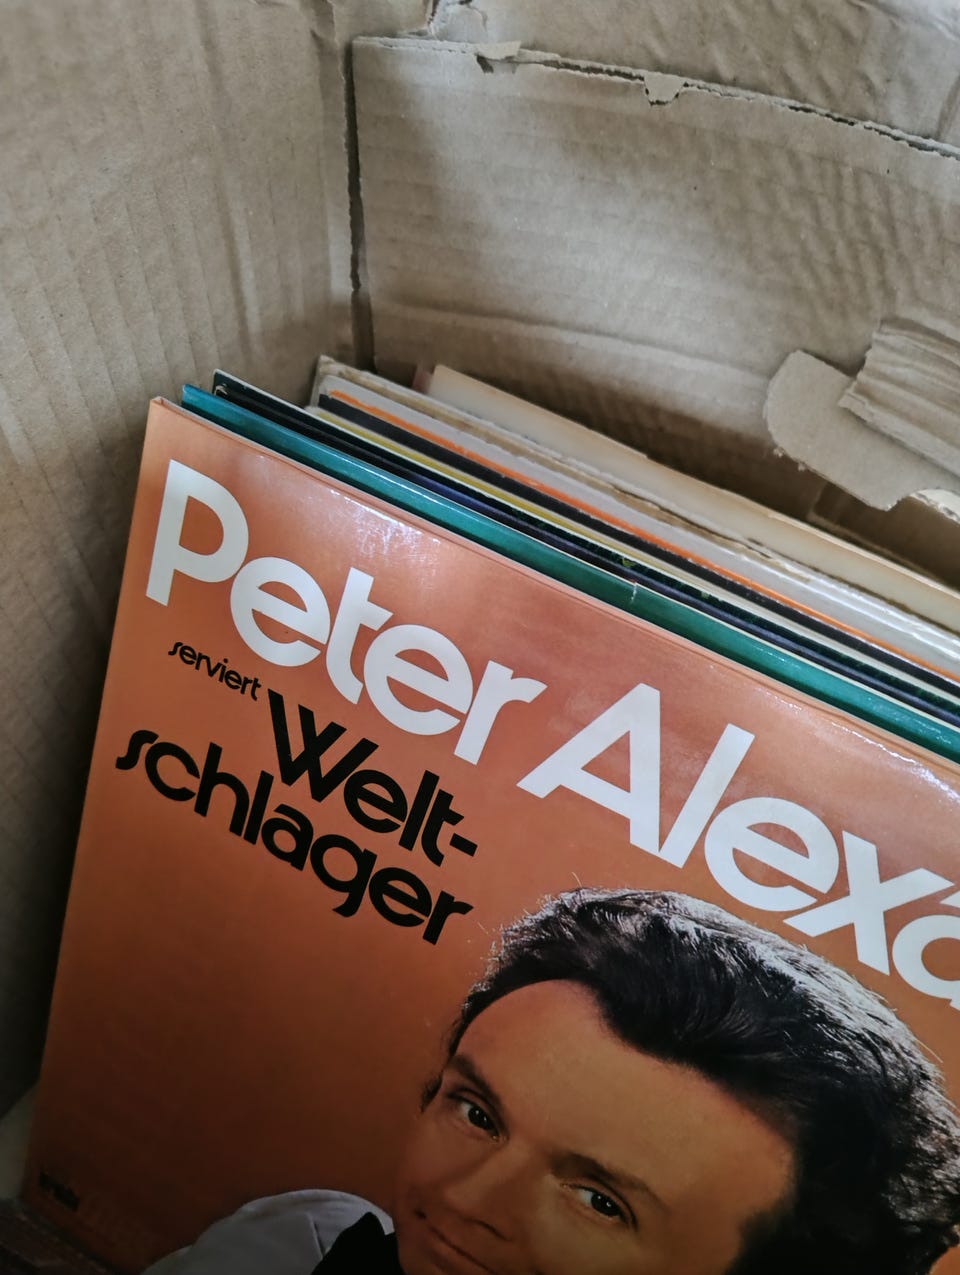 Peter Alexa
serviert Welt-
schlager